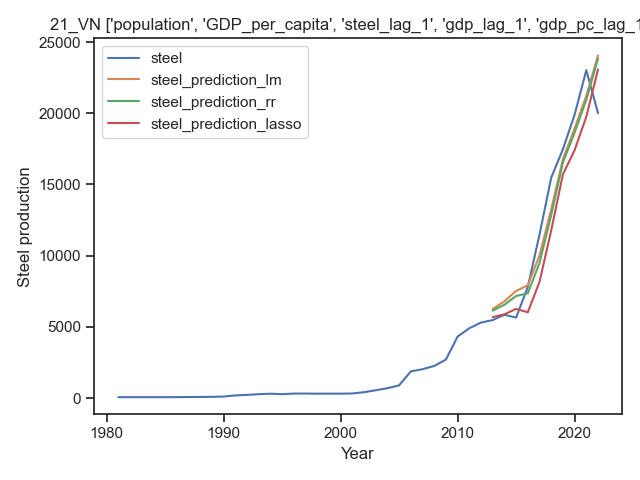 21_VN ['population', 'GDP_per_capita', 'steel_lag_1', 'gdp_lag_1', 'gdp_pc_lag_1
25000
20000
15000
10000
5000
0
Steel production
steel
steel_prediction_lm
steel_prediction_rr
steel_prediction_lasso
1980 1990 2000 2010 2020
Year